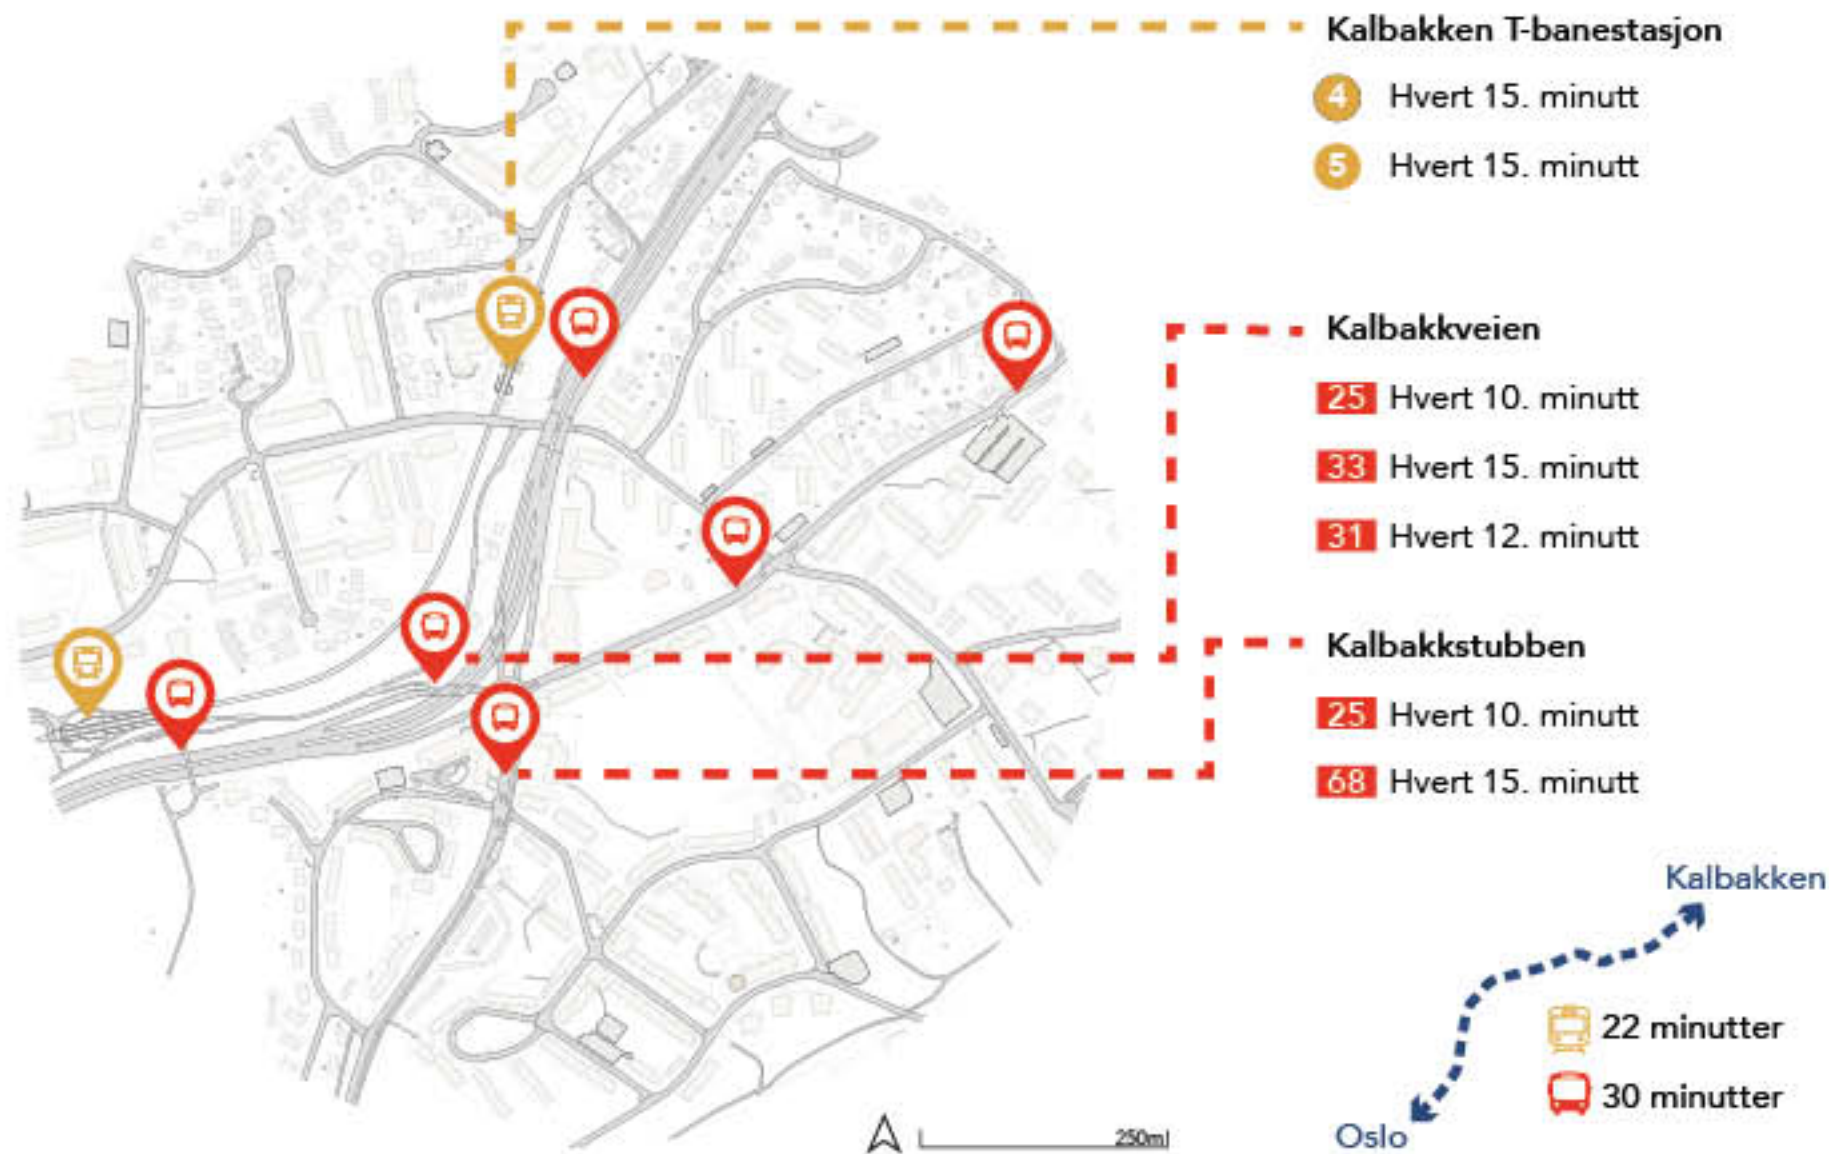 Kalbakken T-banestasjon
4 Hvert 15. minutt
5 Hvert 15. minutt
Kalbakkveien
25 Hvert 10. minutt
33 Hvert 15. minutt
31 Hvert 12. minutt
Kalbakkstubben
25 Hvert 10. minutt
68 Hvert 15. minutt
Kalbakken
22 minutter
30 minutter
Oslo
250m